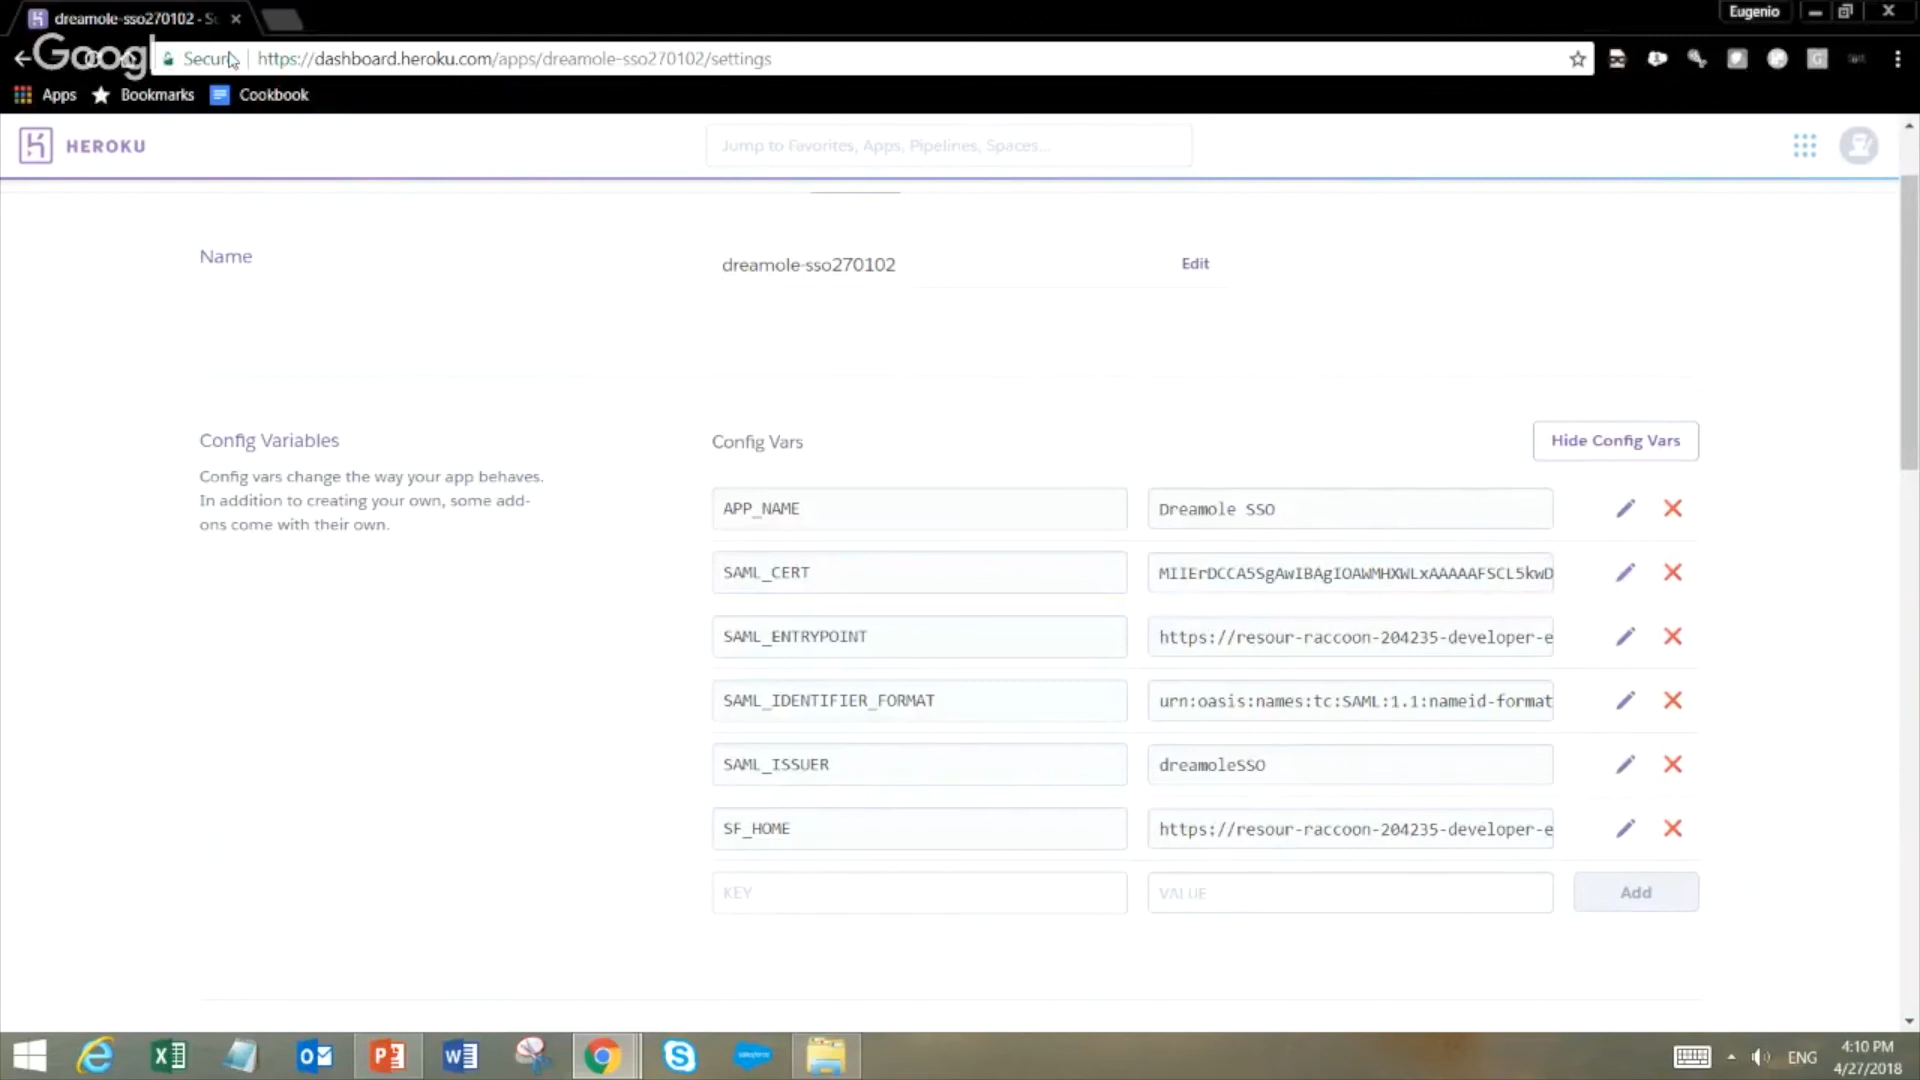 dreamole-sso270102 - S
Eugenio
Googl
Secure
https://dashboard.heroku.com/apps/dreamole-sso270102/settings
Apps
Bookmarks
Cookbook
HEROKU
Jump to Favorites, Apps, Pipelines, Spaces...
Name
dreamole-sso270102
Edit
Config Variables
Config vars change the way your app behaves.
In addition to creating your own, some add-
ons come with their own.
Config Vars
Hide Config Vars
APP_NAME
Dreamole SSO
SAML_CERT
MIIErDCCA5SgAwIBAgIOAWMHXWLxAAAAAFSCL5kwD
SAML_ENTRYPOINT
https://resour-raccoon-204235-developer-e
SAML_IDENTIFIER_FORMAT
urn:oasis:names:tc:SAML:1.1:nameid-format
SAML_ISSUER
dreamoleSSO
SF_HOME
https://resour-raccoon-204235-developer-e
KEY
VALUE
Add
ENG
4:10 PM
4/27/2018